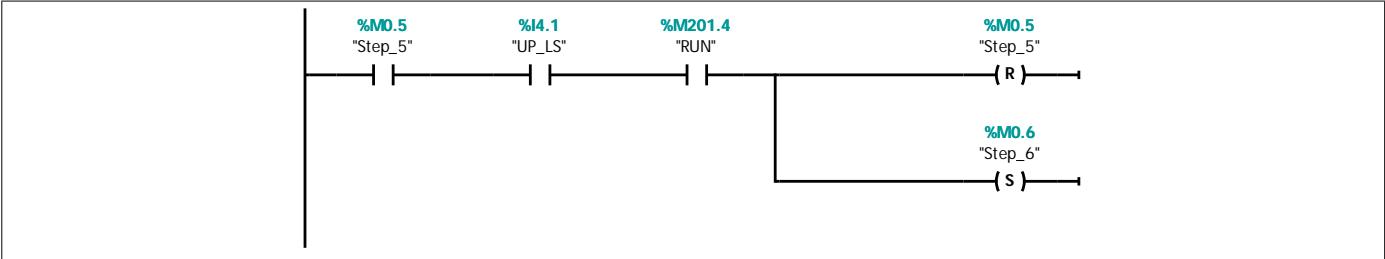 %M0.5 %I4.1 %M201.4 %M0.5
"Step_5" "UP_LS" "RUN" "Step_5"
R
%M0.6
"Step_6"
S